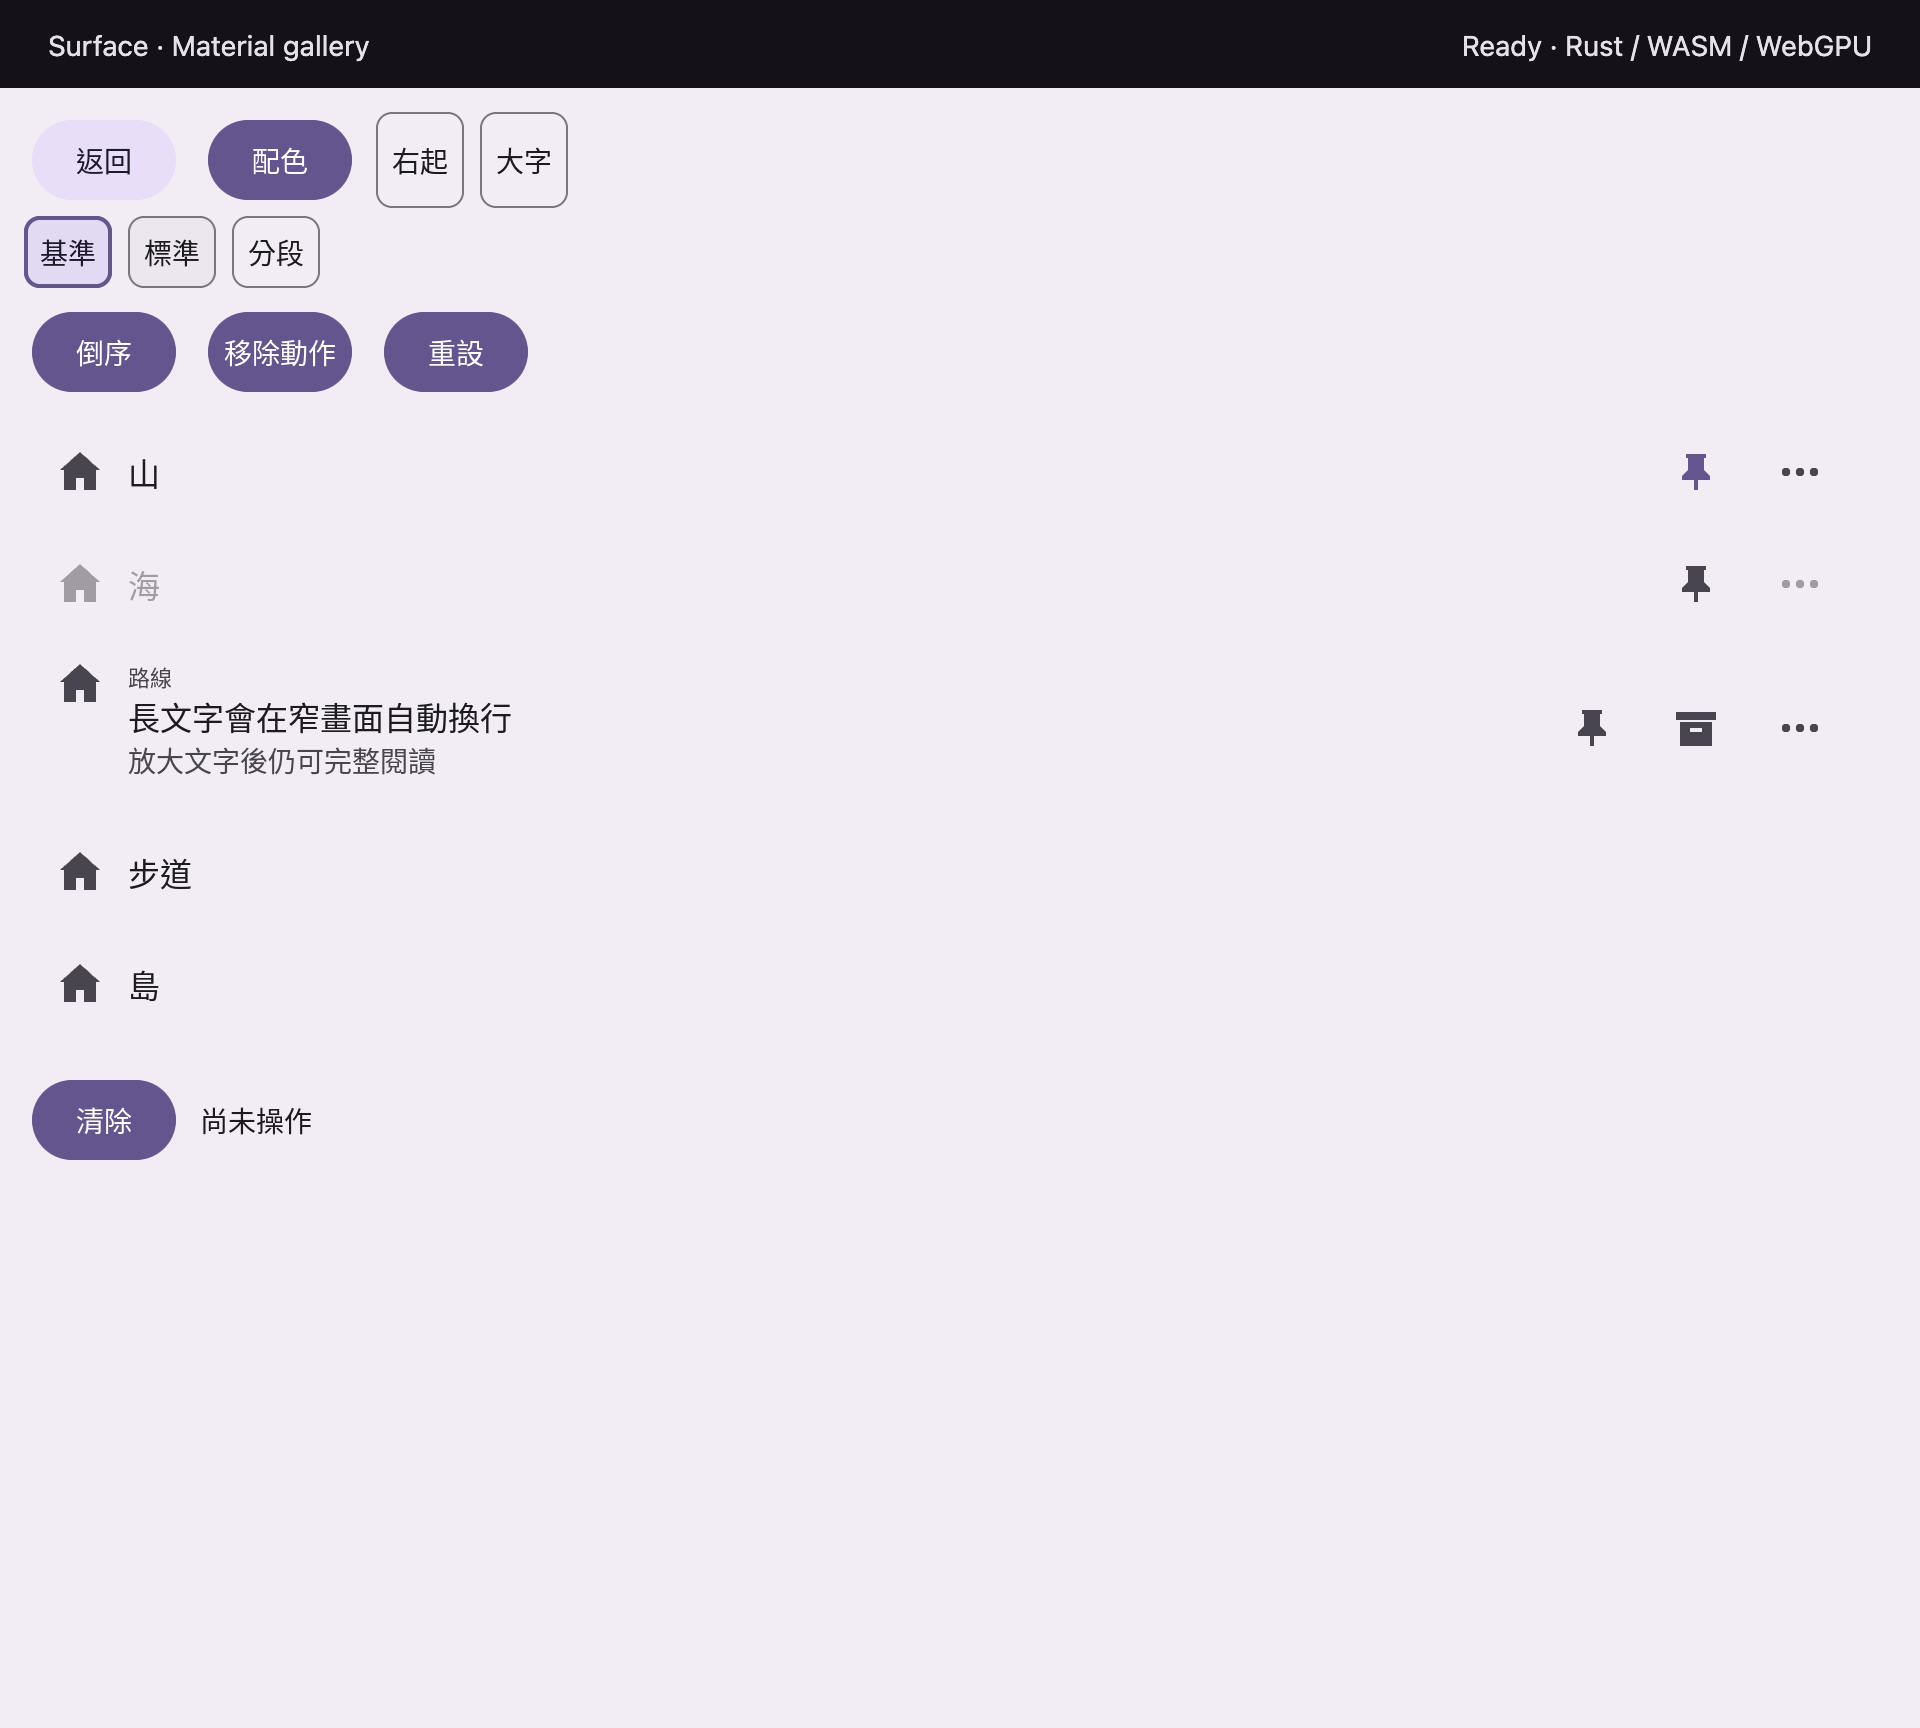 Surface · Material gallery
Ready · Rust / WASM / WebGPU
返回 配色 右起 大字
基準 標準 分段
倒序 移除動作 重設
山
海
路線
長文字會在窄畫面自動換行
放大文字後仍可完整閱讀
步道
島
清除 尚未操作